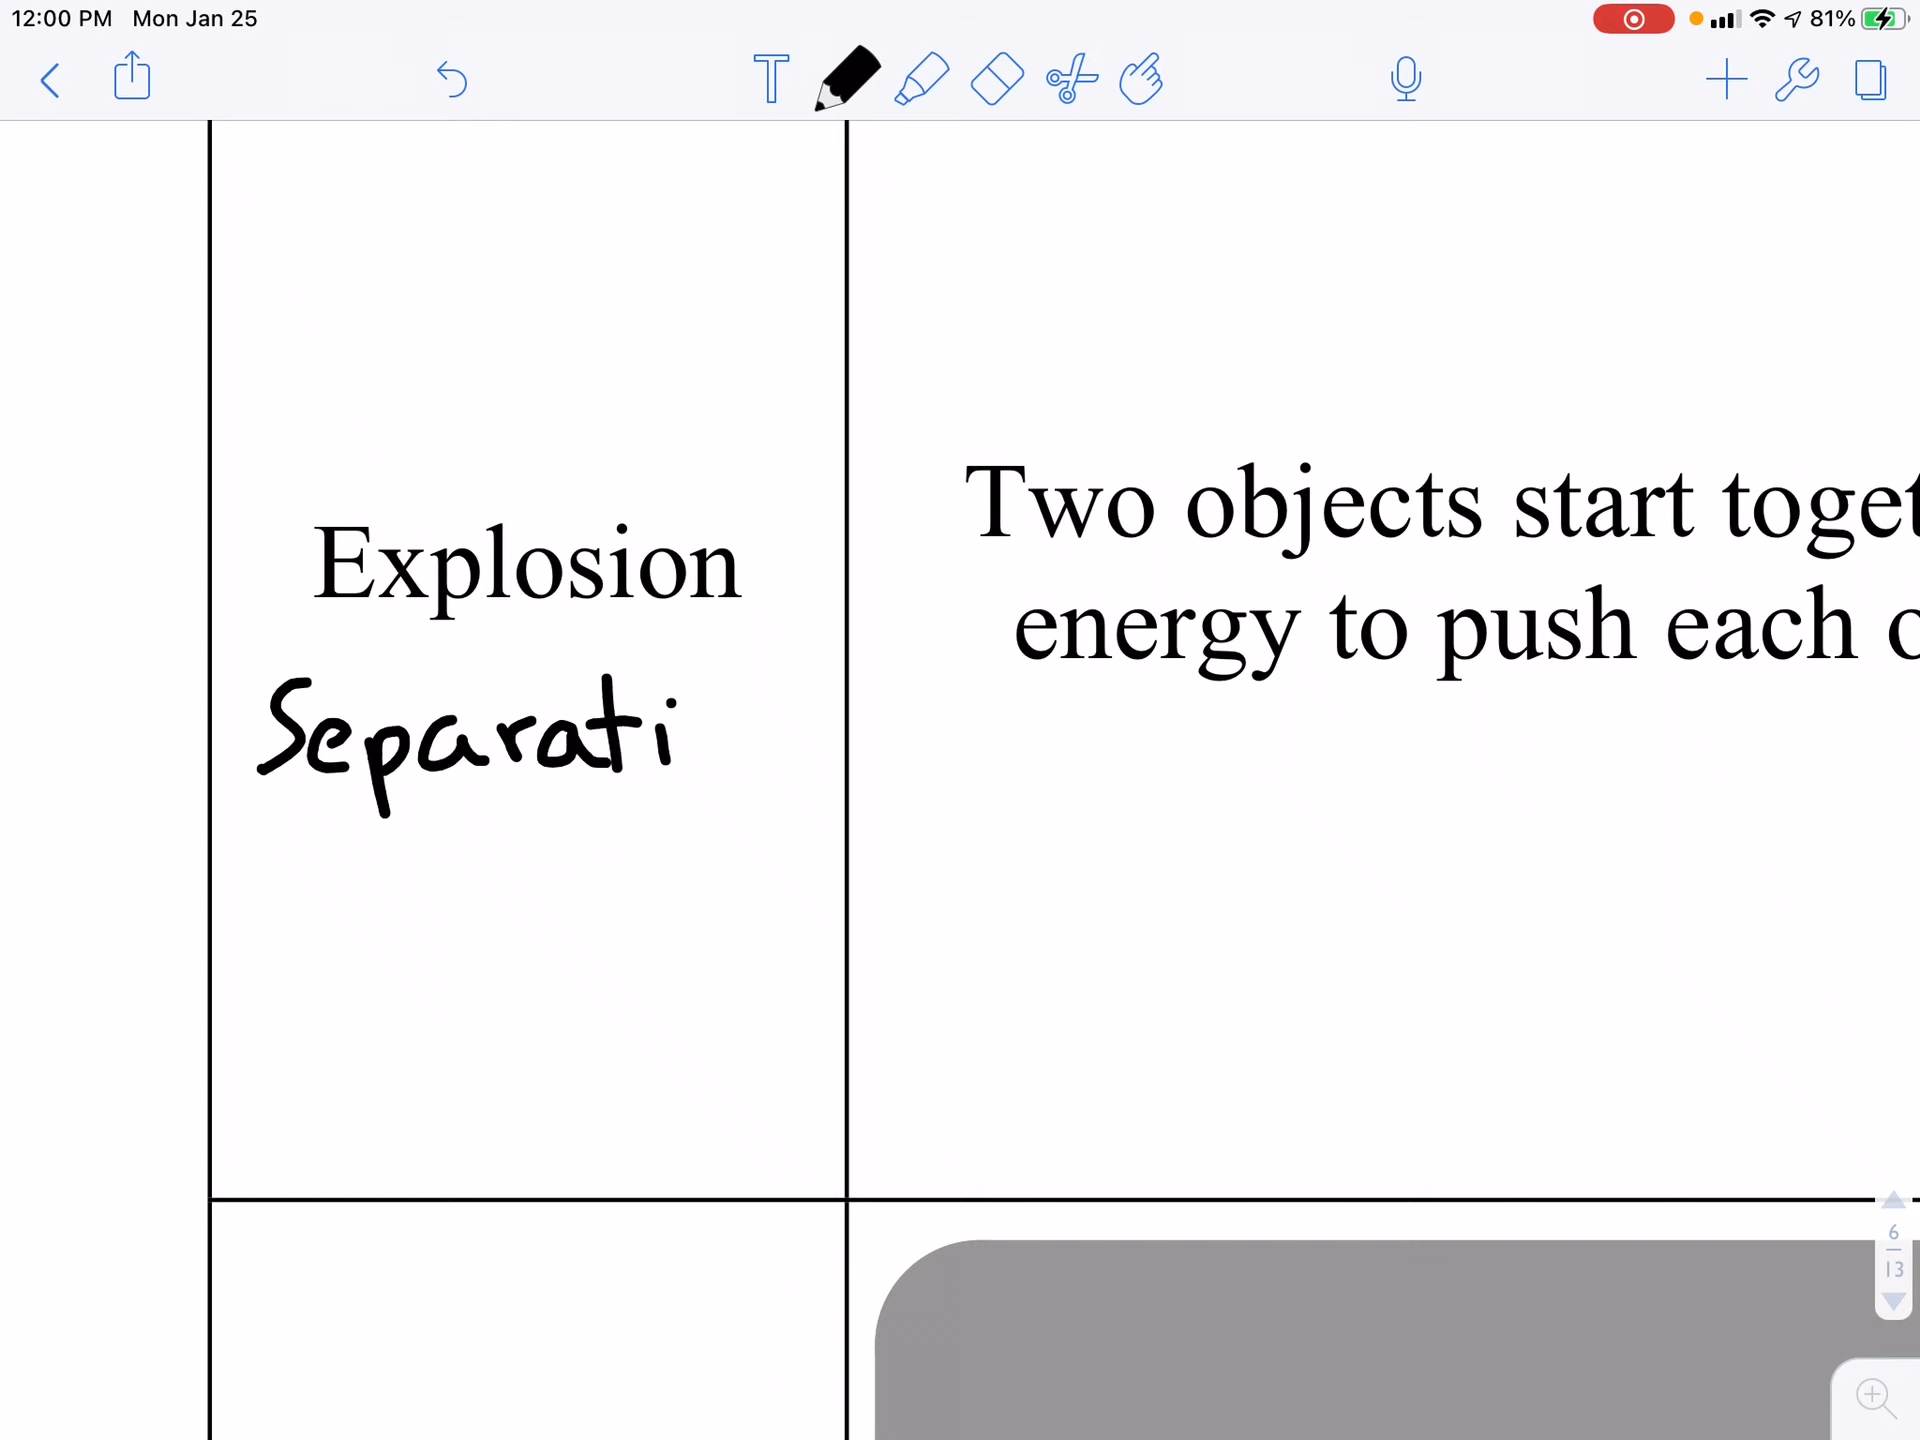 12:00 PM Mon Jan 25
81%
T
Explosion
Separati
Two objects start toget
energy to push each o
6
13